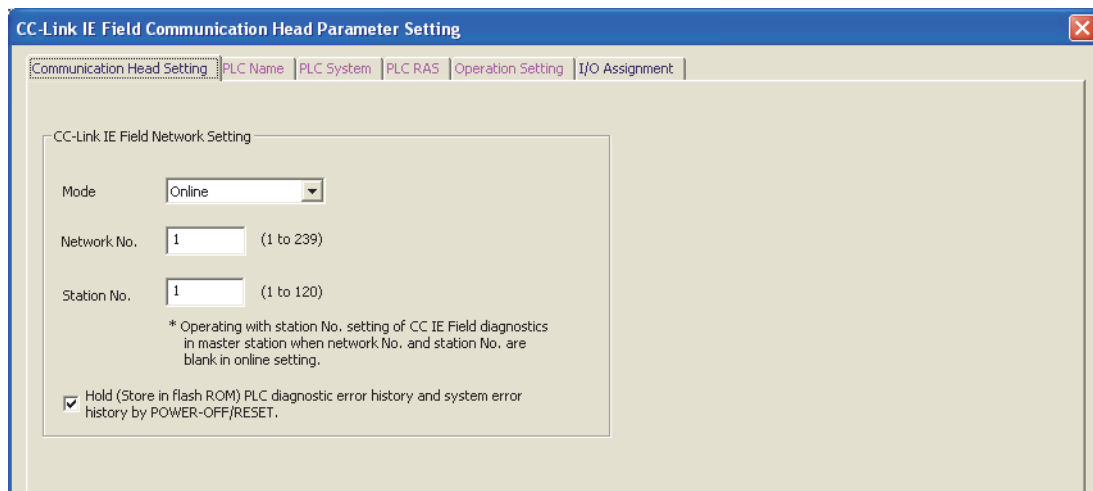 CC-Link IE Field Communication Head Parameter Setting
Communication Head Setting PLC Name PLC System PLC RAS Operation Setting I/O Assignment
CC-Link IE Field Network Setting
Mode Online
Network No. 1 (1 to 239)
Station No. 1 (1 to 120)
* Operating with station No. setting of CC IE Field diagnostics
in master station when network No. and station No. are
blank in online setting.
Hold (Store in flash ROM) PLC diagnostic error history and system error
history by POWER-OFF/RESET.